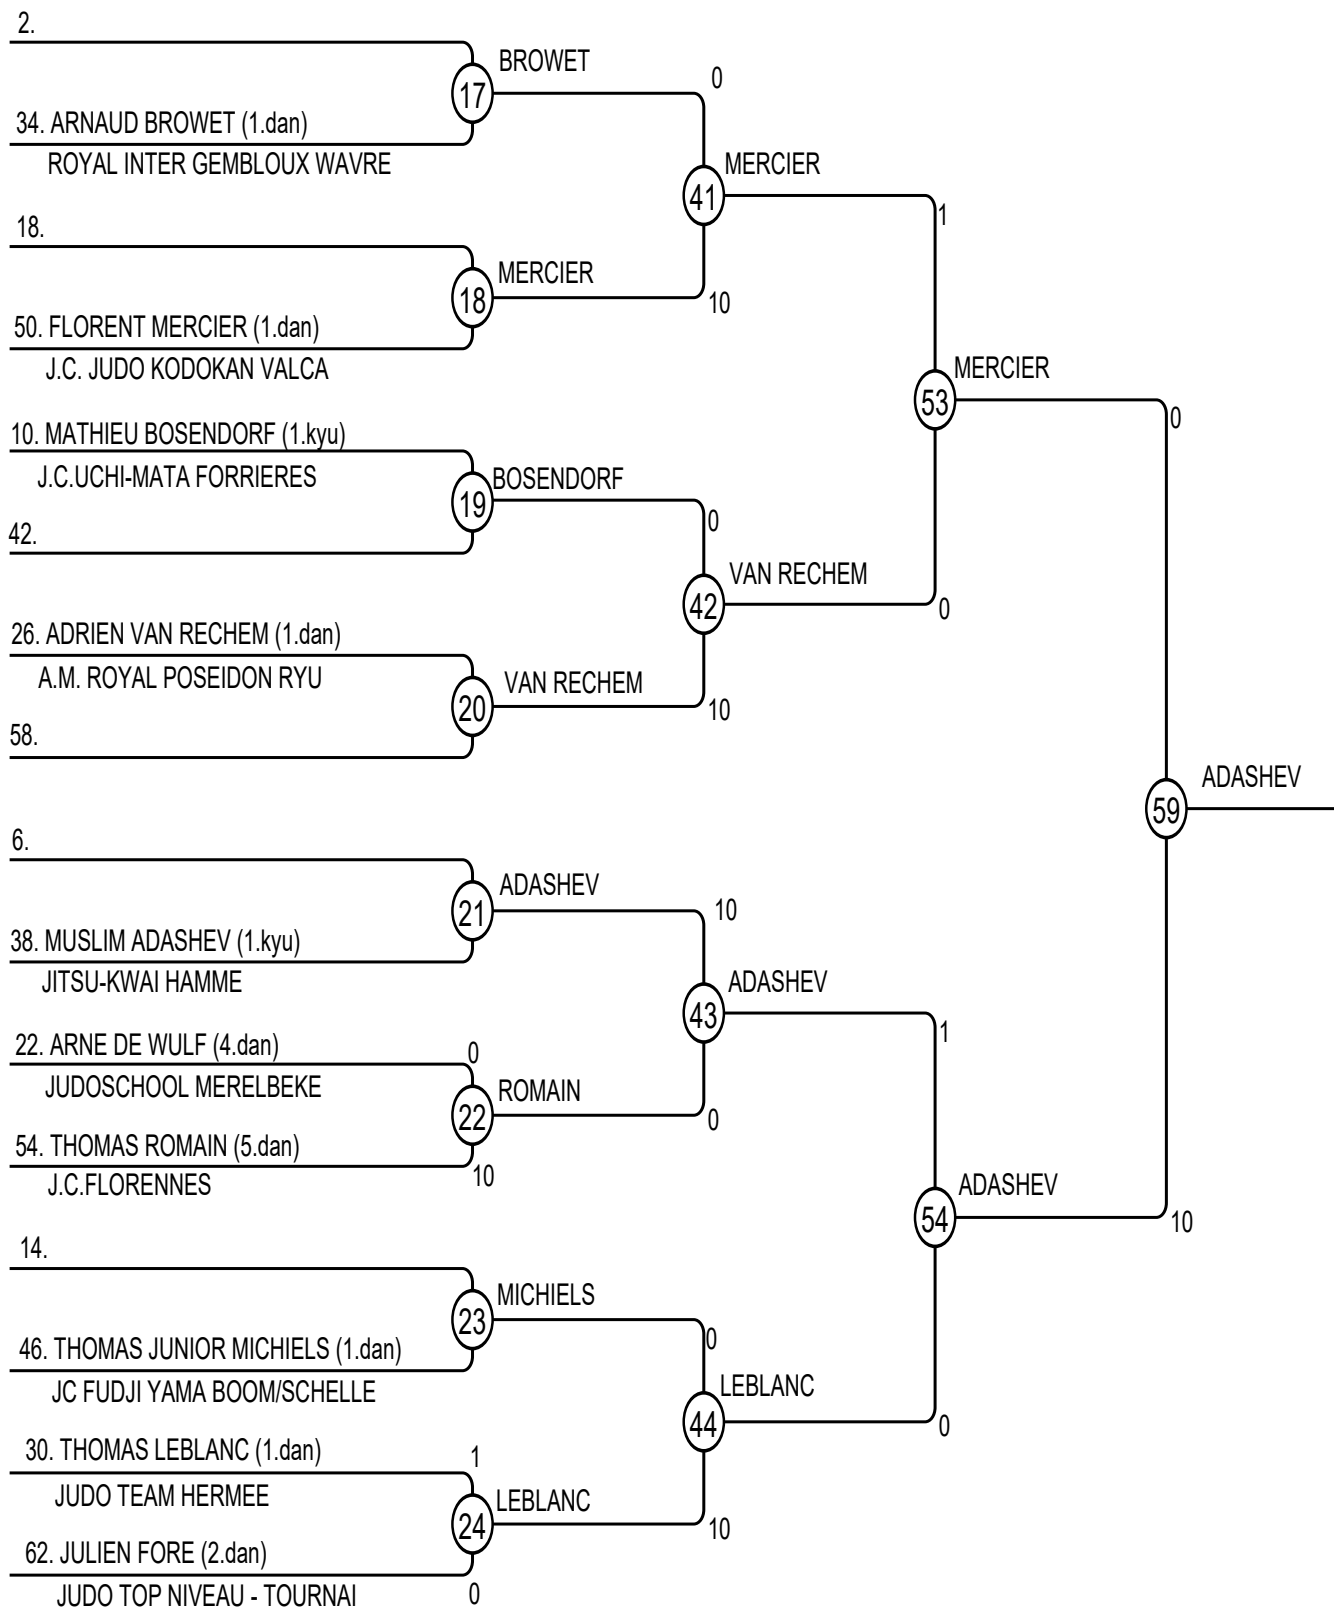 2.
BROWET
0
17
34. ARNAUD BROWET (1.dan)
ROYAL INTER GEMBLOUX WAVRE
MERCIER
41
1
18.
MERCIER
18
10
50. FLORENT MERCIER (1.dan)
J.C. JUDO KODOKAN VALCA
MERCIER
53
0
10. MATHIEU BOSENDORF (1.kyu)
J.C.UCHI-MATA FORRIERES
BOSENDORF
19
0
42.
VAN RECHEM
42
0
26. ADRIEN VAN RECHEM (1.dan)
A.M. ROYAL POSEIDON RYU
VAN RECHEM
20
10
58.
ADASHEV
59
6.
ADASHEV
21
10
38. MUSLIM ADASHEV (1.kyu)
JITSU-KWAI HAMME
ADASHEV
43
1
22. ARNE DE WULF (4.dan)
0
JUDOSCHOOL MERELBEKE
ROMAIN
22
0
54. THOMAS ROMAIN (5.dan)
10
J.C.FLORENNES
ADASHEV
54
10
14.
MICHIELS
23
0
46. THOMAS JUNIOR MICHIELS (1.dan)
JC FUDJI YAMA BOOM/SCHELLE
LEBLANC
44
0
30. THOMAS LEBLANC (1.dan)
1
JUDO TEAM HERMEE
LEBLANC
24
10
62. JULIEN FORE (2.dan)
JUDO TOP NIVEAU - TOURNAI
0